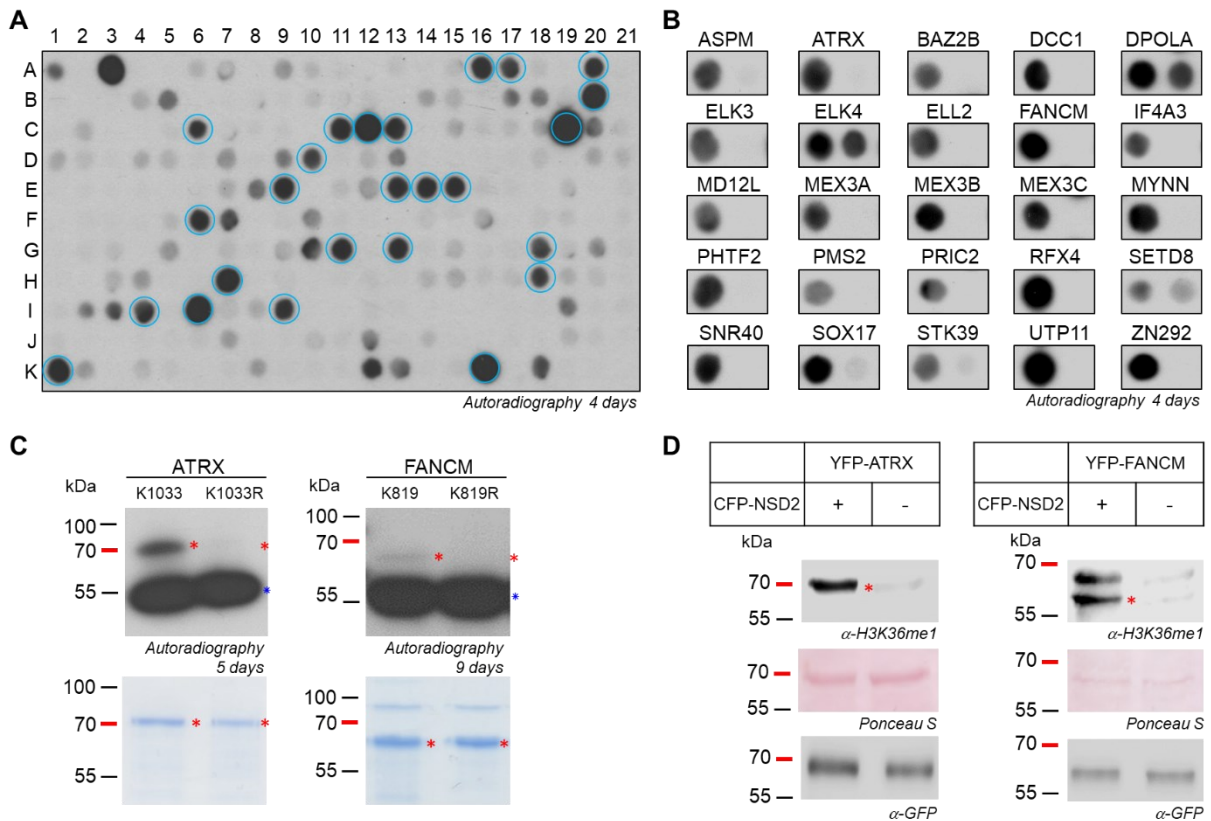 A
1 2 3 4 5 6 7 8 9 10 11 12 13 14 15 16 17 18 19 20 21
A
B
C
D
E
F
G
H
I
J
K
Autoradiography 4 days
B
ASPM ATRX BAZ2B DCC1 DPOLA
ELK3 ELK4 ELL2 FANCM IF4A3
MD12L MEX3A MEX3B MEX3C MYNN
PHTF2 PMS2 PRIC2 RFX4 SETD8
SNR40 SOX17 STK39 UTP11 ZN292
Autoradiography 4 days
C
ATRX
kDa K1033 K1033R
100
70 * *
55 *
Autoradiography
5 days
100
70 * *
55
FANCM
kDa K819 K819R
100
70 * *
55 *
Autoradiography
9 days
100
70 * *
55
D
YFP-ATRX
CFP-NSD2 + -
kDa
70 *
55
α-H3K36me1
70
55
Ponceau S
70
55
α-GFP
YFP-FANCM
CFP-NSD2 + -
kDa
70
*
55
α-H3K36me1
70
55
Ponceau S
70
55
α-GFP